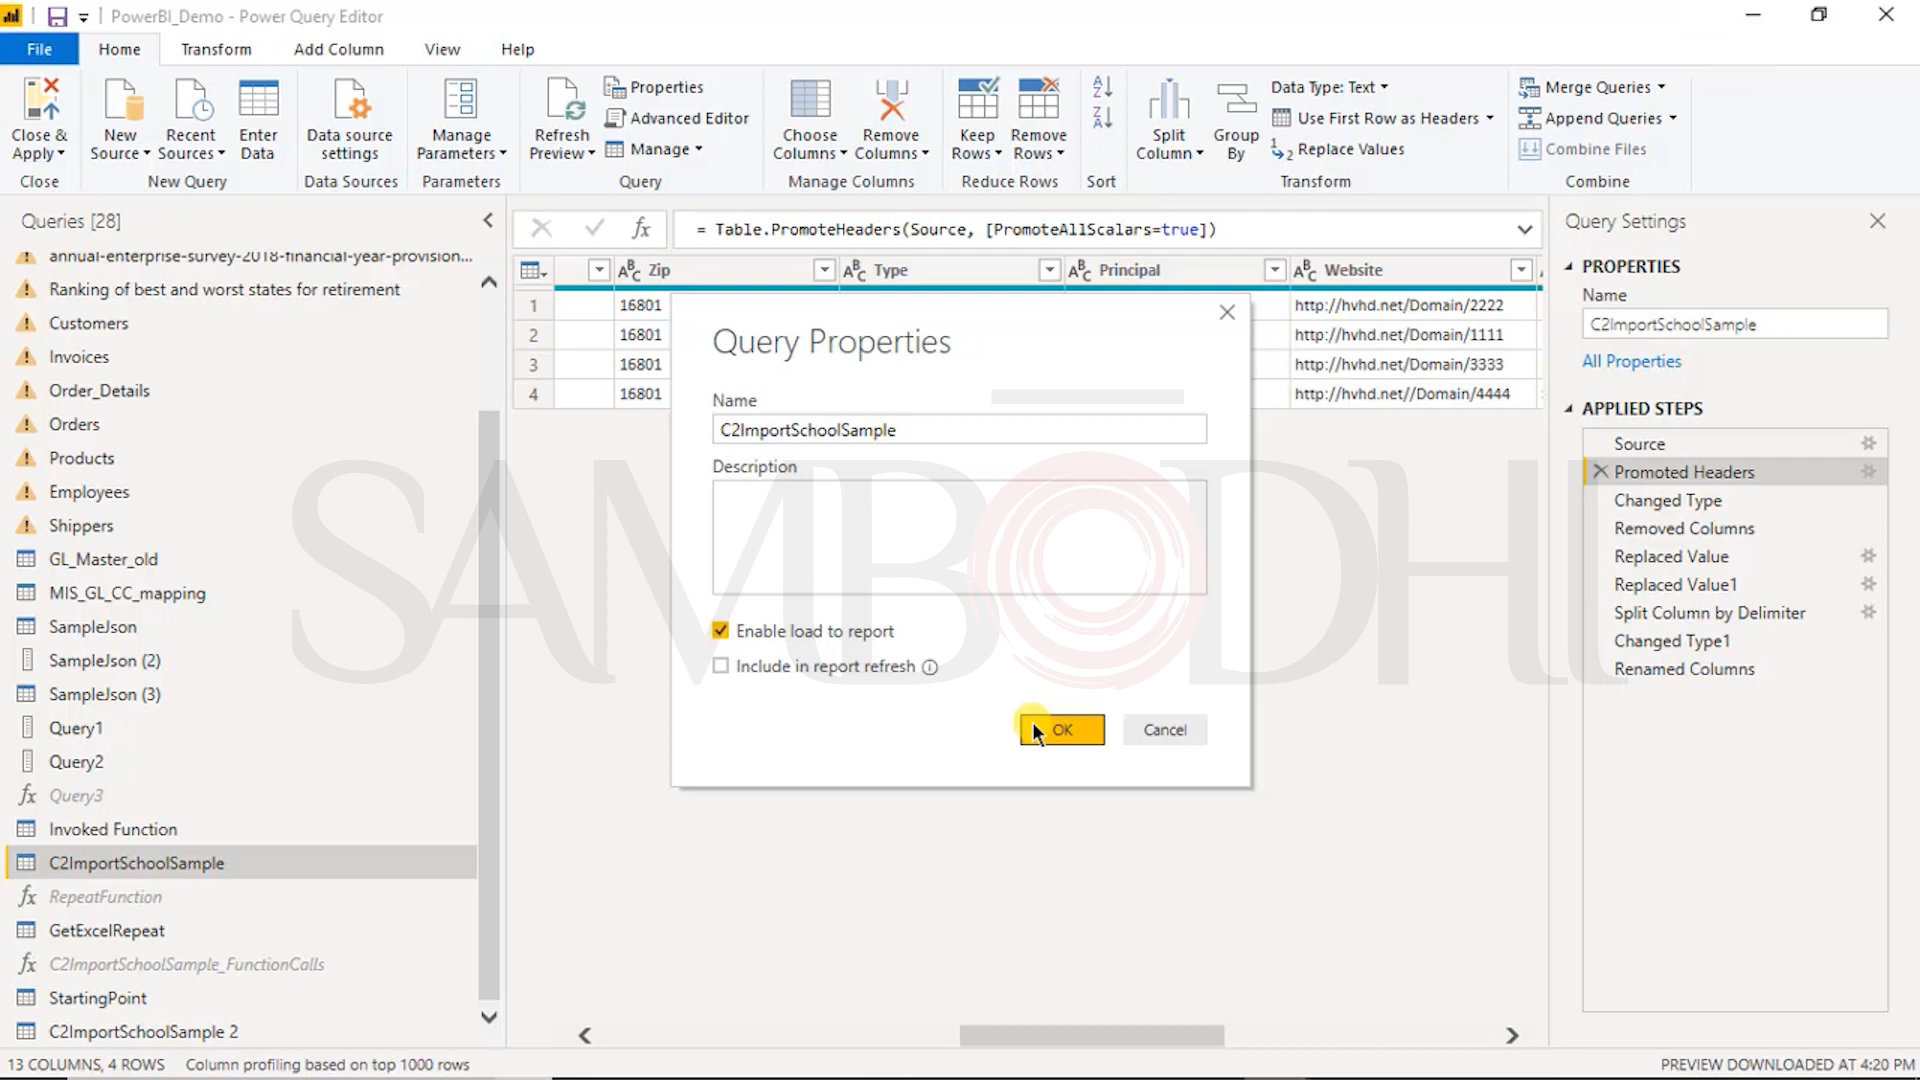 PowerBI_Demo - Power Query Editor
File Home Transform Add Column View Help
Close & Apply
New Source
Recent Sources
Enter Data
Data source settings
Manage Parameters
Refresh Preview
Properties
Advanced Editor
Manage
Choose Columns
Remove Columns
Keep Rows
Remove Rows
Split Column
Group By
Data Type: Text
Use First Row as Headers
Replace Values
Merge Queries
Append Queries
Combine Files
Close New Query Data Sources Parameters Query Manage Columns Reduce Rows Sort Transform Combine
Queries [28]
annual-enterprise-survey-2018-financial-year-provision...
Ranking of best and worst states for retirement
Customers
Invoices
Order_Details
Orders
Products
Employees
Shippers
GL_Master_old
MIS_GL_CC_mapping
SampleJson
SampleJson (2)
SampleJson (3)
Query1
Query2
Query3
Invoked Function
C2ImportSchoolSample
RepeatFunction
GetExcelRepeat
C2ImportSchoolSample_FunctionCalls
StartingPoint
C2ImportSchoolSample 2
= Table.PromoteHeaders(Source, [PromoteAllScalars=true])
Zip Type Principal Website
1 16801 http://hvhd.net/Domain/2222
2 16801 http://hvhd.net/Domain/1111
3 16801 http://hvhd.net/Domain/3333
4 16801 http://hvhd.net//Domain/4444
Query Properties
Name
C2ImportSchoolSample
Description
Enable load to report
Include in report refresh
OK Cancel
SAMBODHI
Query Settings
PROPERTIES
Name
C2ImportSchoolSample
All Properties
APPLIED STEPS
Source
Promoted Headers
Changed Type
Removed Columns
Replaced Value
Replaced Value1
Split Column by Delimiter
Changed Type1
Renamed Columns
13 COLUMNS, 4 ROWS Column profiling based on top 1000 rows
PREVIEW DOWNLOADED AT 4:20 PM